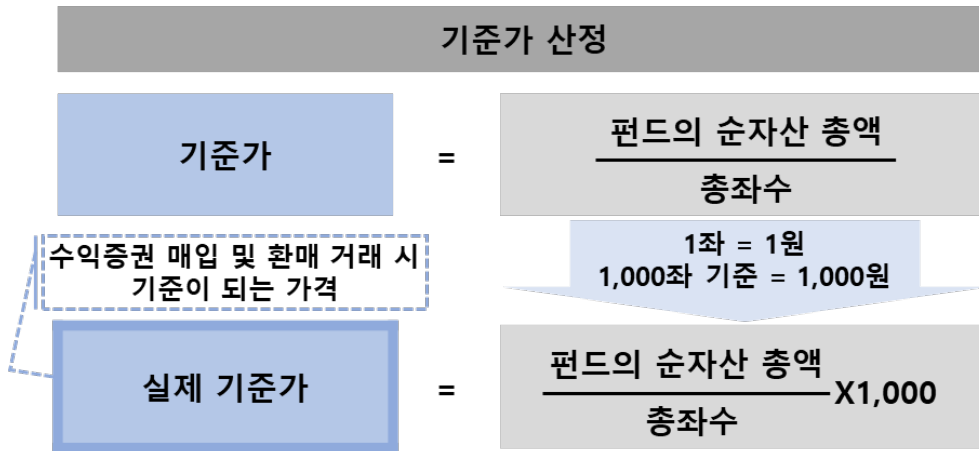 기준가 산정
기준가
=
펀드의 순자산 총액
총좌수
수익증권 매입 및 환매 거래 시
기준이 되는 가격
1좌 = 1원
1,000좌 기준 = 1,000원
실제 기준가
=
펀드의 순자산 총액
총좌수
X1,000